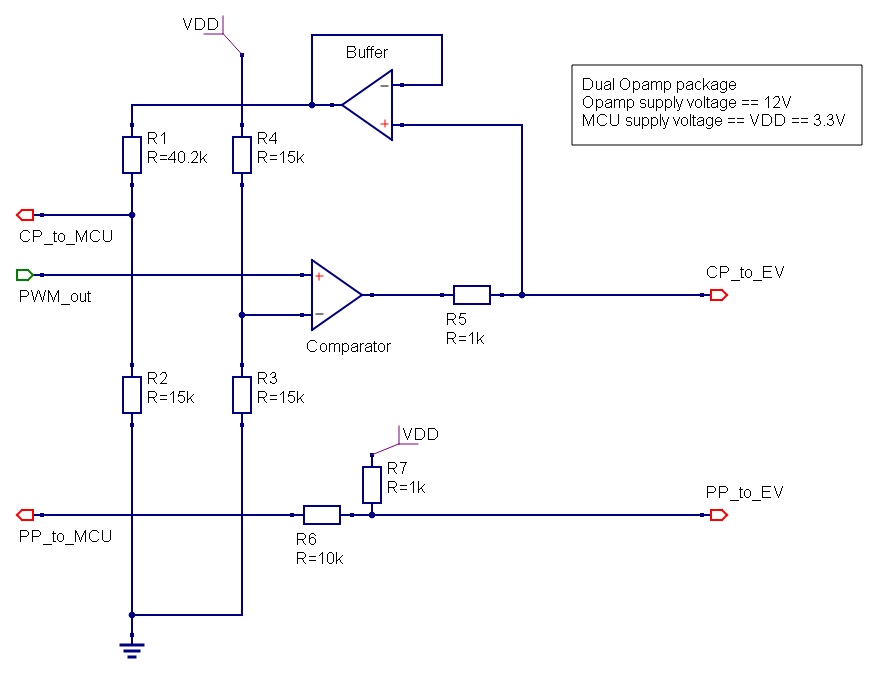 VDD
Buffer
Dual Opamp package
Opamp supply voltage == 12V
MCU supply voltage == VDD == 3.3V
R1
R=40.2k
R4
R=15k
CP_to_MCU
PWM_out
CP_to_EV
R5
R=1k
Comparator
R2
R=15k
R3
R=15k
VDD
R7
R=1k
PP_to_EV
PP_to_MCU
R6
R=10k